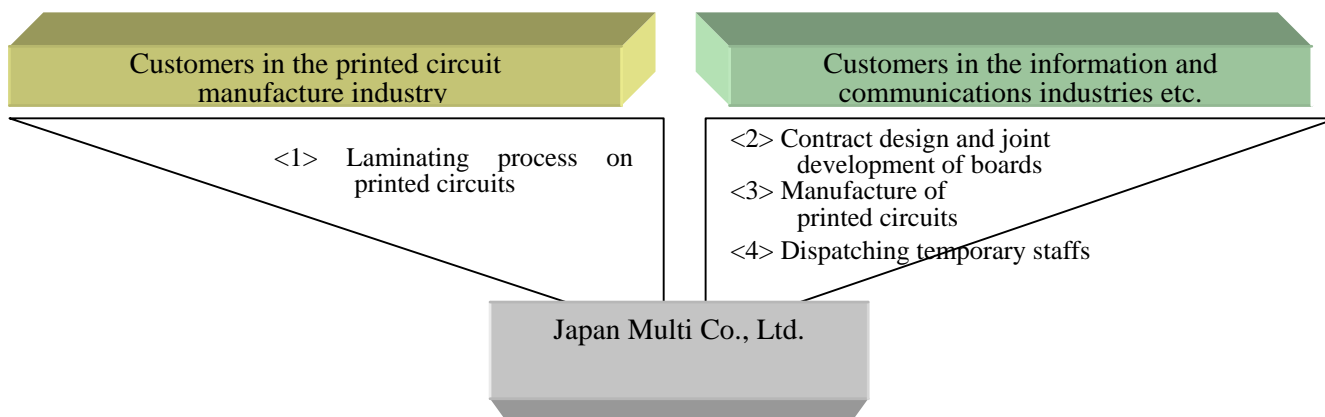 Customers in the printed circuit
manufacture industry
Customers in the information and
communications industries etc.
<1> Laminating process on
printed circuits
<2> Contract design and joint
development of boards
<3> Manufacture of
printed circuits
<4> Dispatching temporary staffs
Japan Multi Co., Ltd.